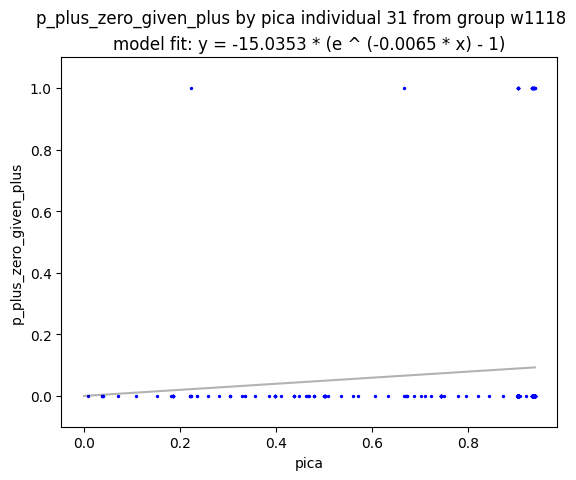 p_plus_zero_given_plus by pica individual 31 from group w1118
model fit: y = -15.0353 * (e ^ (-0.0065 * x) - 1)
1.0
0.8
0.6
0.4
0.2
0.0
p_plus_zero_given_plus
0.0 0.2 0.4 0.6 0.8
pica